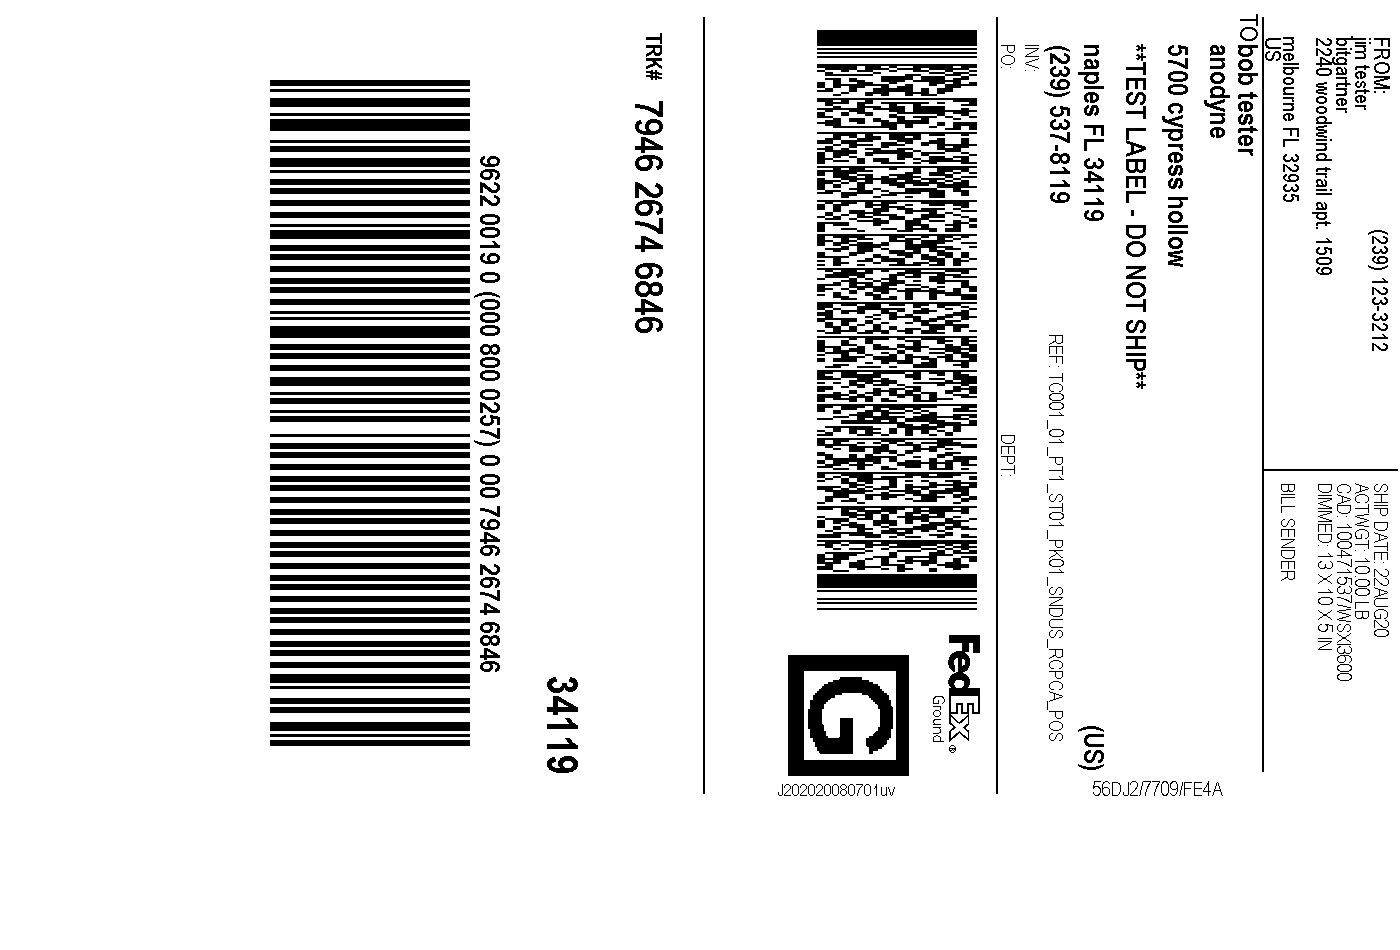 FROM: (239) 123-3212
jim tester
bitgartner
2240 woodwind trail apt. 1509
melbourne FL 32935
US
SHIP DATE: 22AUG20
ACTWGT: 10.00 LB
CAD: 100471537/WSXI3600
DIMMED: 13 X 10 X 5 IN
BILL SENDER
TO bob tester
anodyne
5700 cypress hollow
**TEST LABEL - DO NOT SHIP**
naples FL 34119 (US)
(239) 537-8119 REF: TC001_01_PT1_ST01_PK01_SNDUS_RCPCA_POS
INV:
PO: DEPT:
56DJ2/7709/FE4A
FedEx ®
Ground
G
J202020080701uv
TRK# 7946 2674 6846
34119
9622 0019 0 (000 800 0257) 0 00 7946 2674 6846